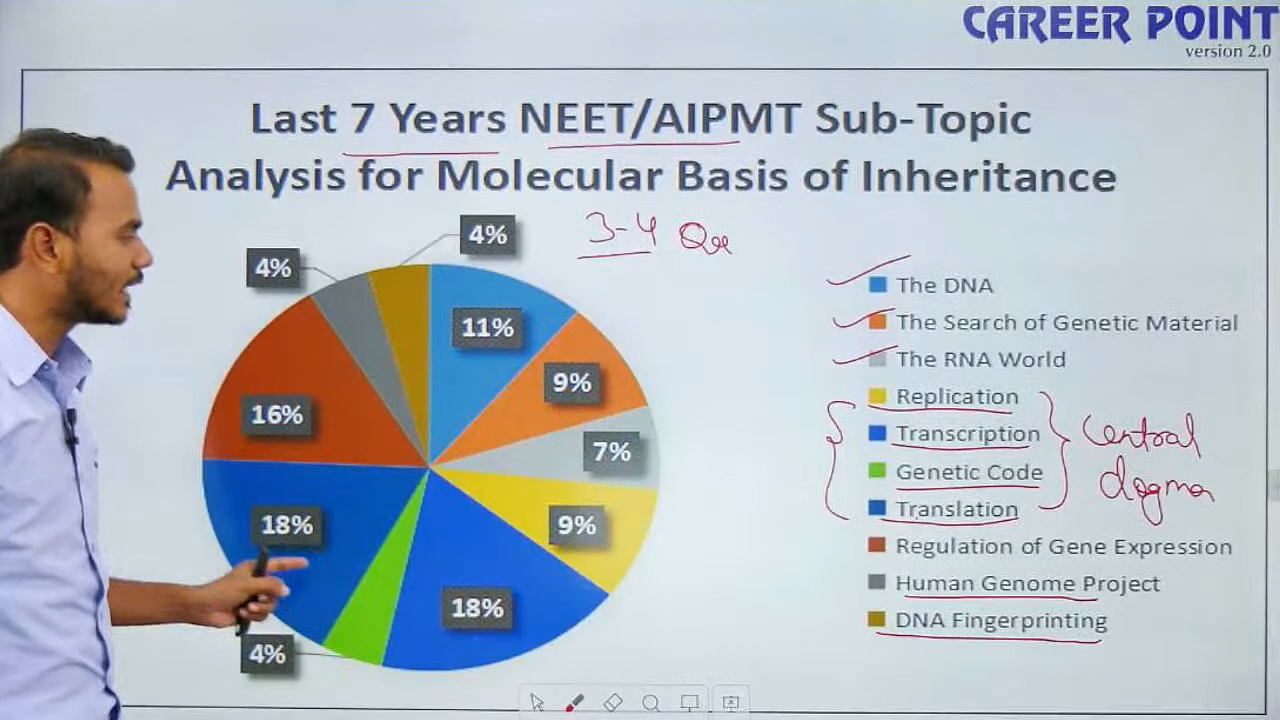 CAREER POINT
version 2.0
Last 7 Years NEET/AIPMT Sub-Topic
Analysis for Molecular Basis of Inheritance
3-4 Que
4%
4%
11%
9%
16%
7%
18%
9%
18%
4%
The DNA
The Search of Genetic Material
The RNA World
Replication
Transcription
Genetic Code
Translation
Central
dogma
Regulation of Gene Expression
Human Genome Project
DNA Fingerprinting